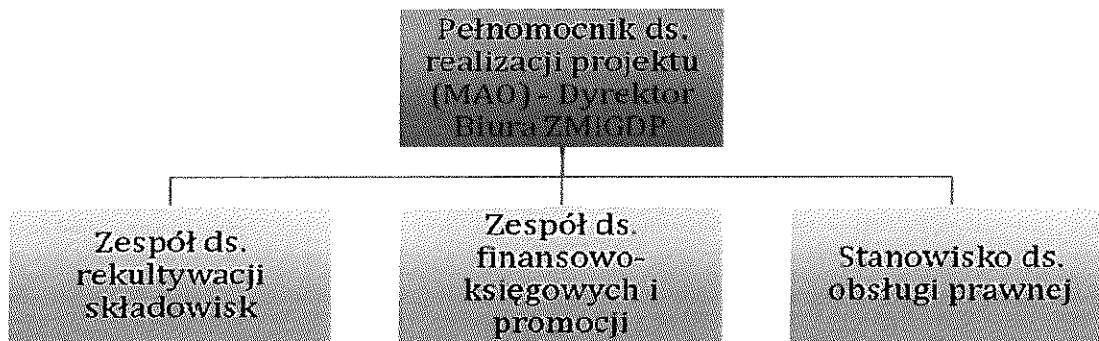 Pełnomocnik ds.
realizacji projektu
(MAO) - Dyrektor
Biura ZMiGDP
Zespół ds.
rekultywacji
składowisk
Zespół ds.
finansowo-
księgowych i
promocji
Stanowisko ds.
obsługi prawnej